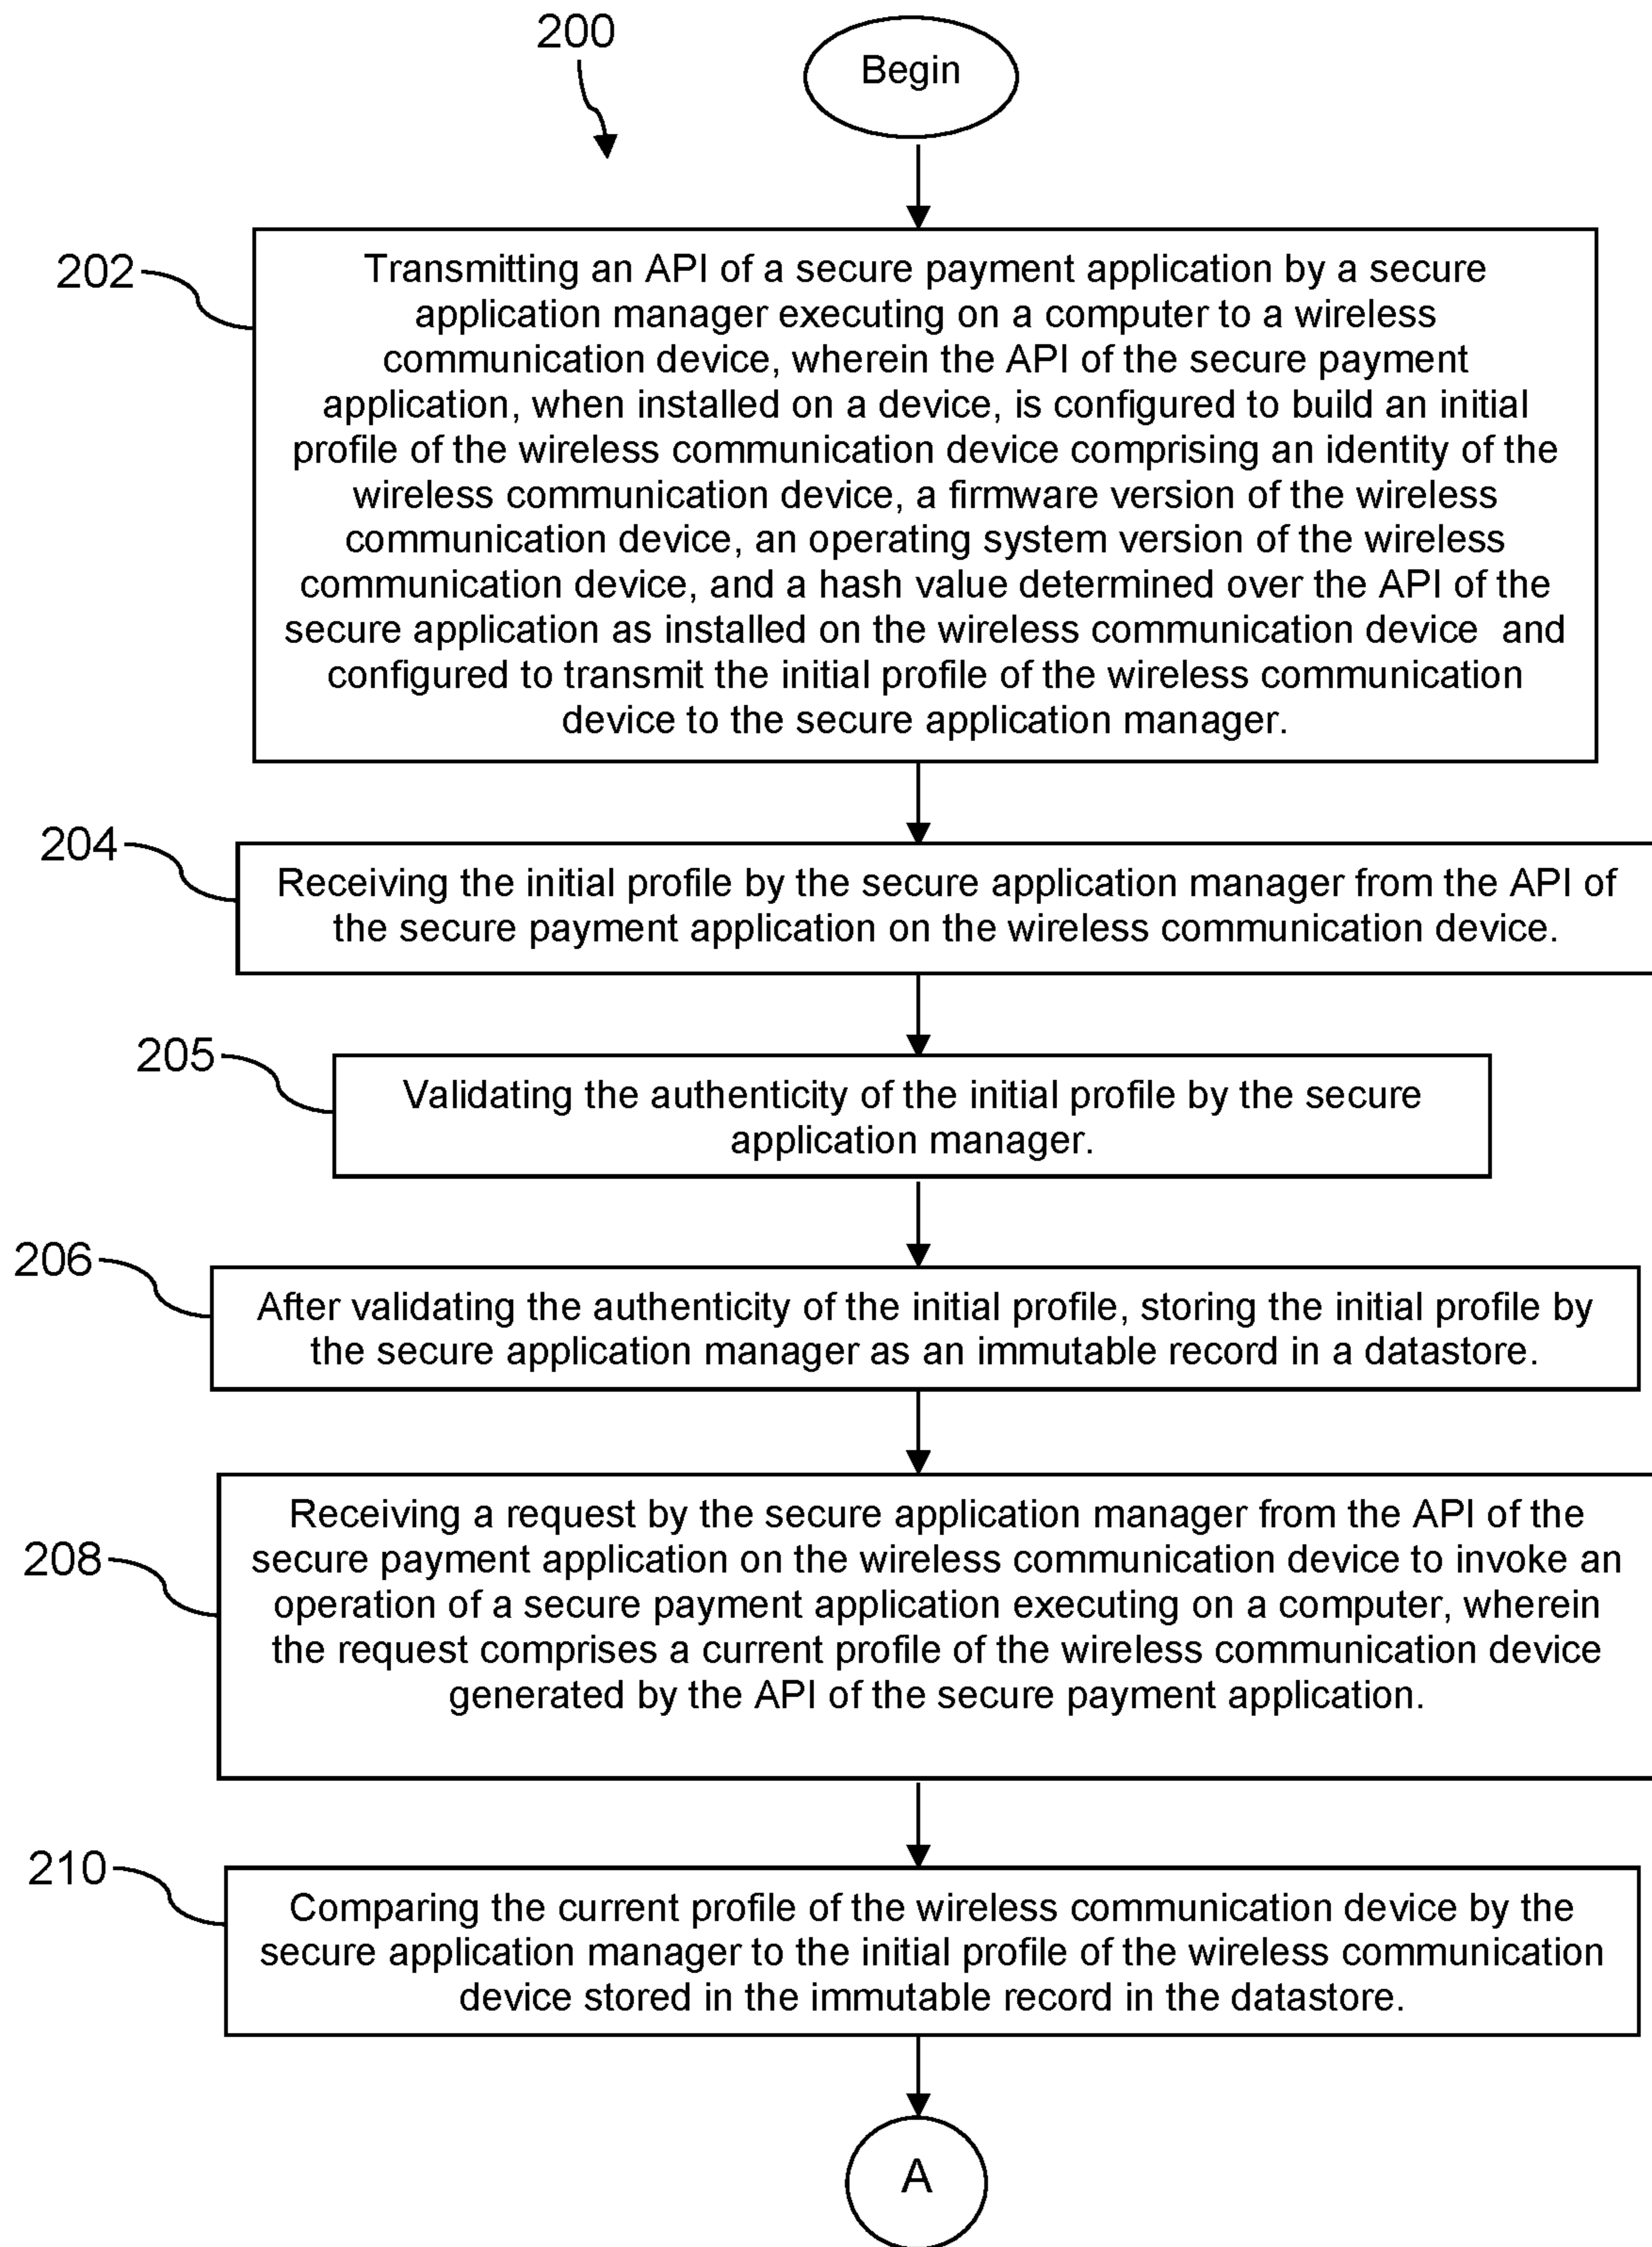 200
Begin
202
Transmitting an API of a secure payment application by a secure
application manager executing on a computer to a wireless
communication device, wherein the API of the secure payment
application, when installed on a device, is configured to build an initial
profile of the wireless communication device comprising an identity of the
wireless communication device, a firmware version of the wireless
communication device, an operating system version of the wireless
communication device, and a hash value determined over the API of the
secure application as installed on the wireless communication device and
configured to transmit the initial profile of the wireless communication
device to the secure application manager.
204
Receiving the initial profile by the secure application manager from the API of
the secure payment application on the wireless communication device.
205
Validating the authenticity of the initial profile by the secure
application manager.
206
After validating the authenticity of the initial profile, storing the initial profile by
the secure application manager as an immutable record in a datastore.
208
Receiving a request by the secure application manager from the API of the
secure payment application on the wireless communication device to invoke an
operation of a secure payment application executing on a computer, wherein
the request comprises a current profile of the wireless communication device
generated by the API of the secure payment application.
210
Comparing the current profile of the wireless communication device by the
secure application manager to the initial profile of the wireless communication
device stored in the immutable record in the datastore.
A